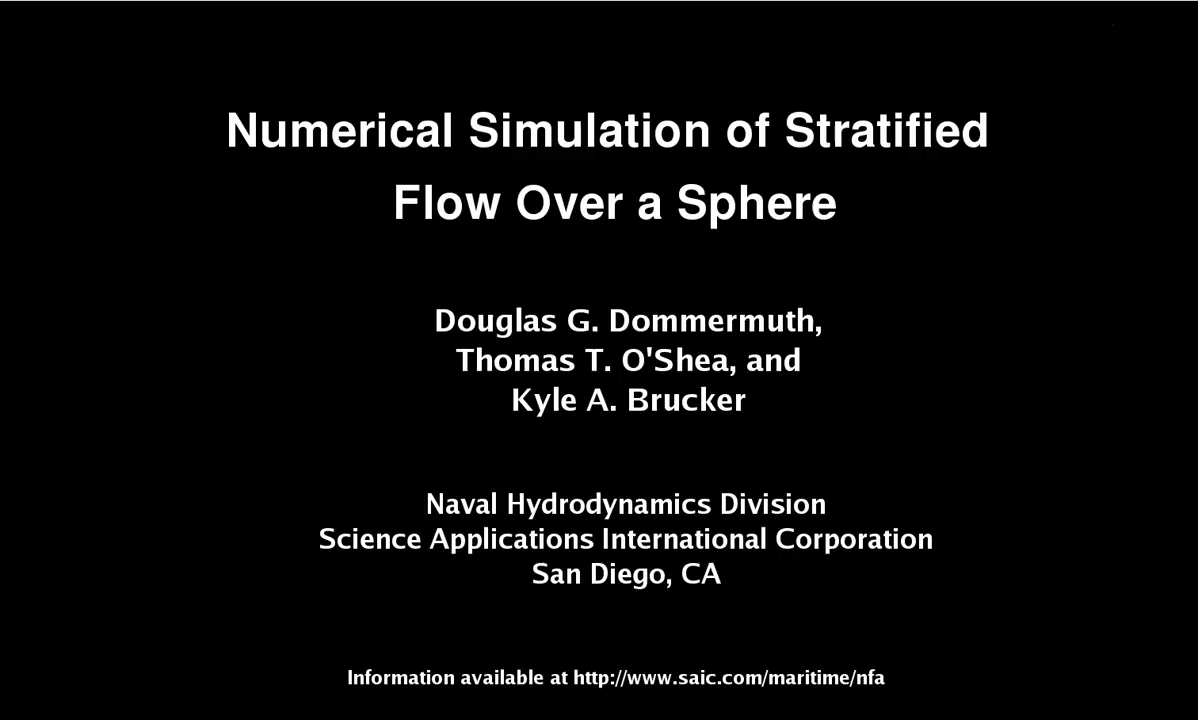 Numerical Simulation of Stratified
Flow Over a Sphere
Douglas G. Dommermuth,
Thomas T. O'Shea, and
Kyle A. Brucker
Naval Hydrodynamics Division
Science Applications International Corporation
San Diego, CA
Information available at http://www.saic.com/maritime/nfa